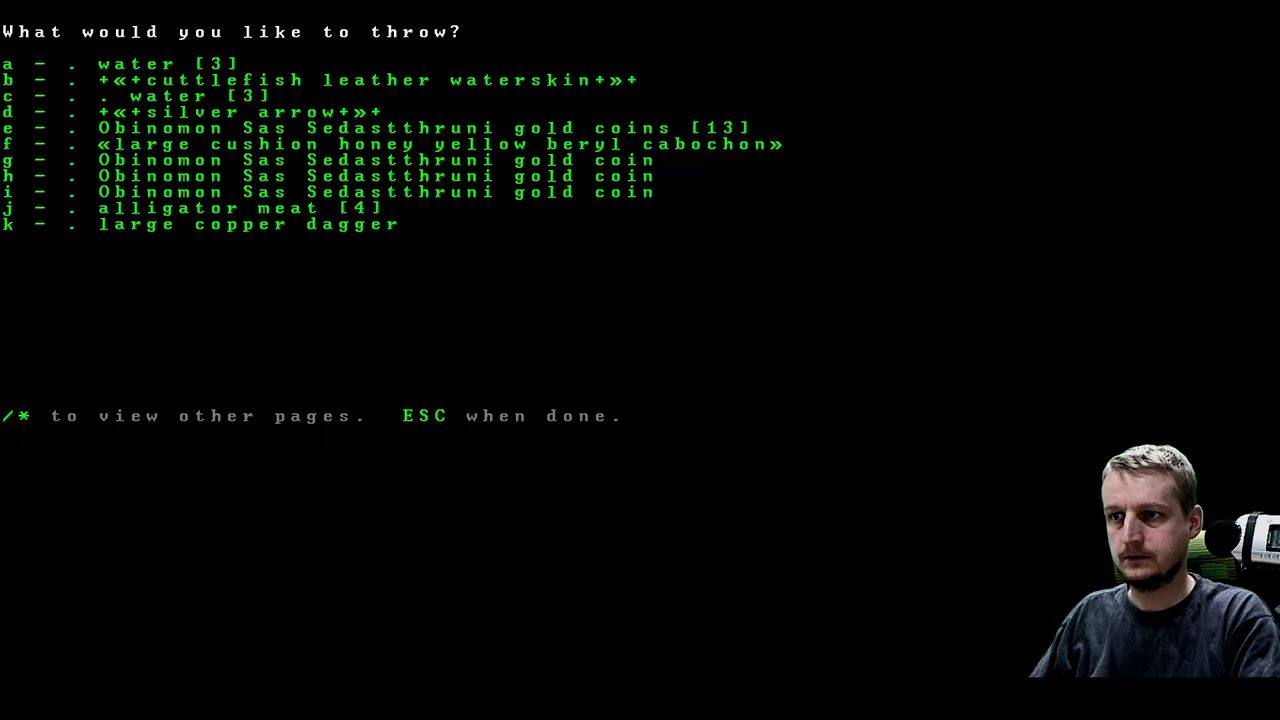 What would you like to throw?
a - . water [3]
b - . +«+cuttlefish leather waterskin+»+
c - . . water [3]
d - . +«+silver arrow+»+
e - . Obinomon Sas Sedastthruni gold coins [13]
f - . «large cushion honey yellow beryl cabochon»
g - . Obinomon Sas Sedastthruni gold coin
h - . Obinomon Sas Sedastthruni gold coin
i - . Obinomon Sas Sedastthruni gold coin
j - . alligator meat [4]
k - . large copper dagger
/* to view other pages. ESC when done.